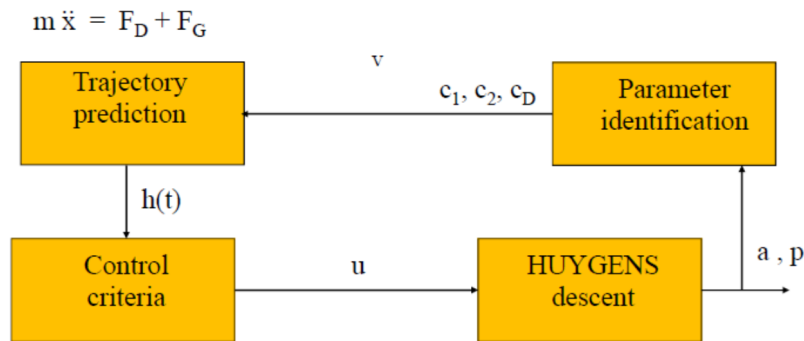 m ẍ = F_D + F_G
v
Trajectory
prediction
c_1, c_2, c_D
Parameter
identification
h(t)
Control
criteria
u
HUYGENS
descent
a , p